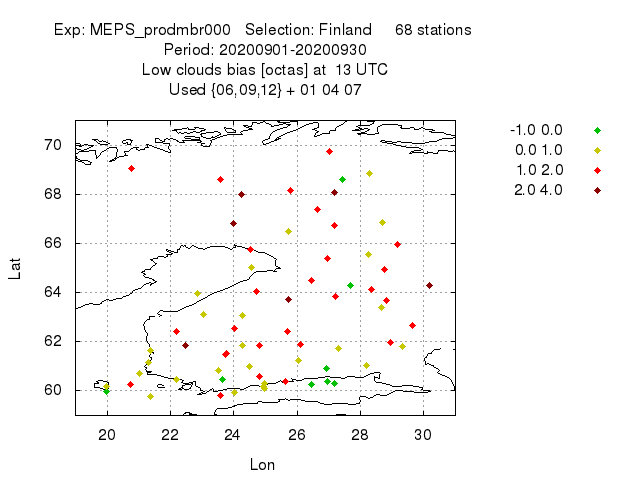 Exp: MEPS_prodmbr000 Selection: Finland 68 stations
Period: 20200901-20200930
Low clouds bias [octas] at 13 UTC
Used {06,09,12} + 01 04 07
-1.0 0.0
0.0 1.0
1.0 2.0
2.0 4.0
70
68
66
64
62
60
Lat
20 22 24 26 28 30
Lon